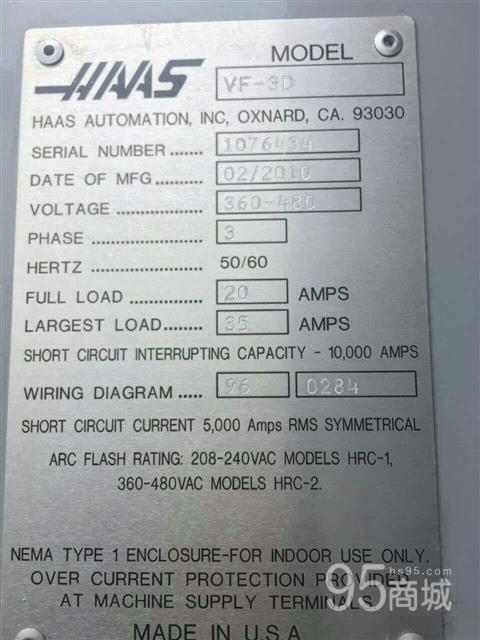 HAAS MODEL VF-3D
HAAS AUTOMATION, INC, OXNARD, CA. 93030
SERIAL NUMBER ....... 1076434
DATE OF MFG .......... 02/2010
VOLTAGE ................. 360-480
PHASE ...................... 3
HERTZ ...................... 50/60
FULL LOAD .............. 20 AMPS
LARGEST LOAD........ 35 AMPS
SHORT CIRCUIT INTERRUPTING CAPACITY - 10,000 AMPS
WIRING DIAGRAM ..... 96 0284
SHORT CIRCUIT CURRENT 5,000 Amps RMS SYMMETRICAL
ARC FLASH RATING: 208-240VAC MODELS HRC-1,
360-480VAC MODELS HRC-2.
NEMA TYPE 1 ENCLOSURE-FOR INDOOR USE ONLY.
OVER CURRENT PROTECTION PROVIDED
AT MACHINE SUPPLY TERMINALS.
MADE IN U.S.A
hs95.com
95商城